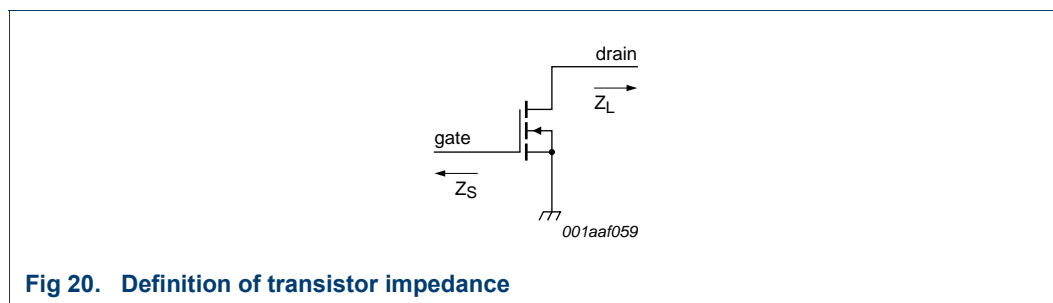 drain
Z_L
gate
Z_S
001aaf059
Fig 20. Definition of transistor impedance